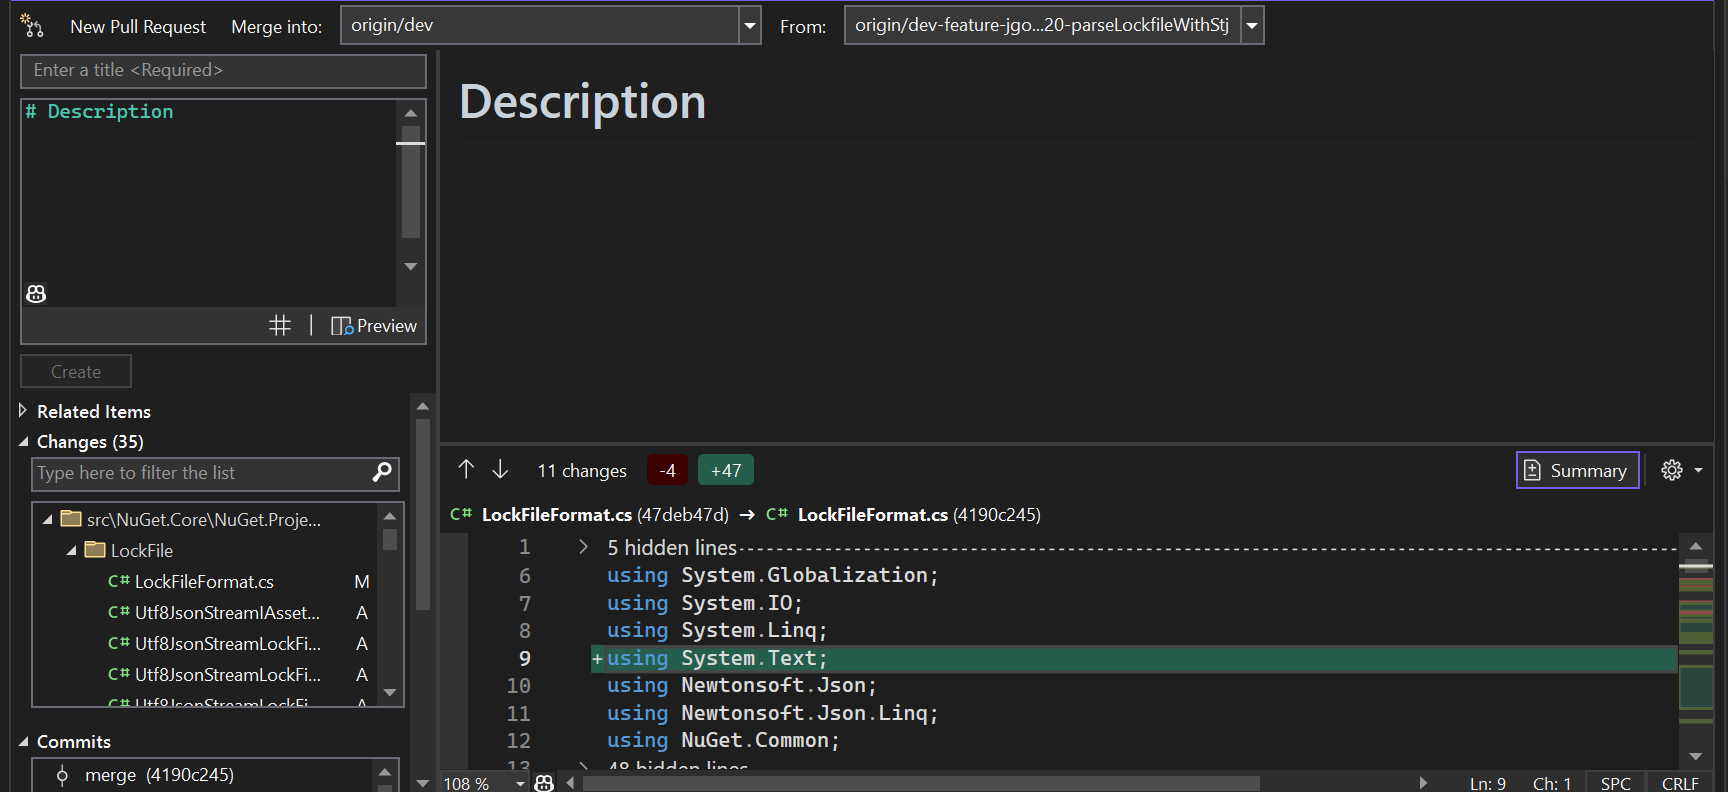 New Pull Request Merge into: origin/dev From: origin/dev-feature-jgo...20-parseLockfileWithStj
Enter a title <Required>
# Description
Preview
Create
Related Items
Changes (35)
Type here to filter the list
src\NuGet.Core\NuGet.Proje...
LockFile
C# LockFileFormat.cs M
C# Utf8JsonStreamIAsset... A
C# Utf8JsonStreamLockFi... A
C# Utf8JsonStreamLockFi... A
C# Utf8JsonStreamLockFi... A
Commits
merge (4190c245)
Description
11 changes -4 +47 Summary
C# LockFileFormat.cs (47deb47d) → C# LockFileFormat.cs (4190c245)
1 5 hidden lines
6 using System.Globalization;
7 using System.IO;
8 using System.Linq;
9 +using System.Text;
10 using Newtonsoft.Json;
11 using Newtonsoft.Json.Linq;
12 using NuGet.Common;
13 48 hidden lines
108 % Ln: 9 Ch: 1 SPC CRLF